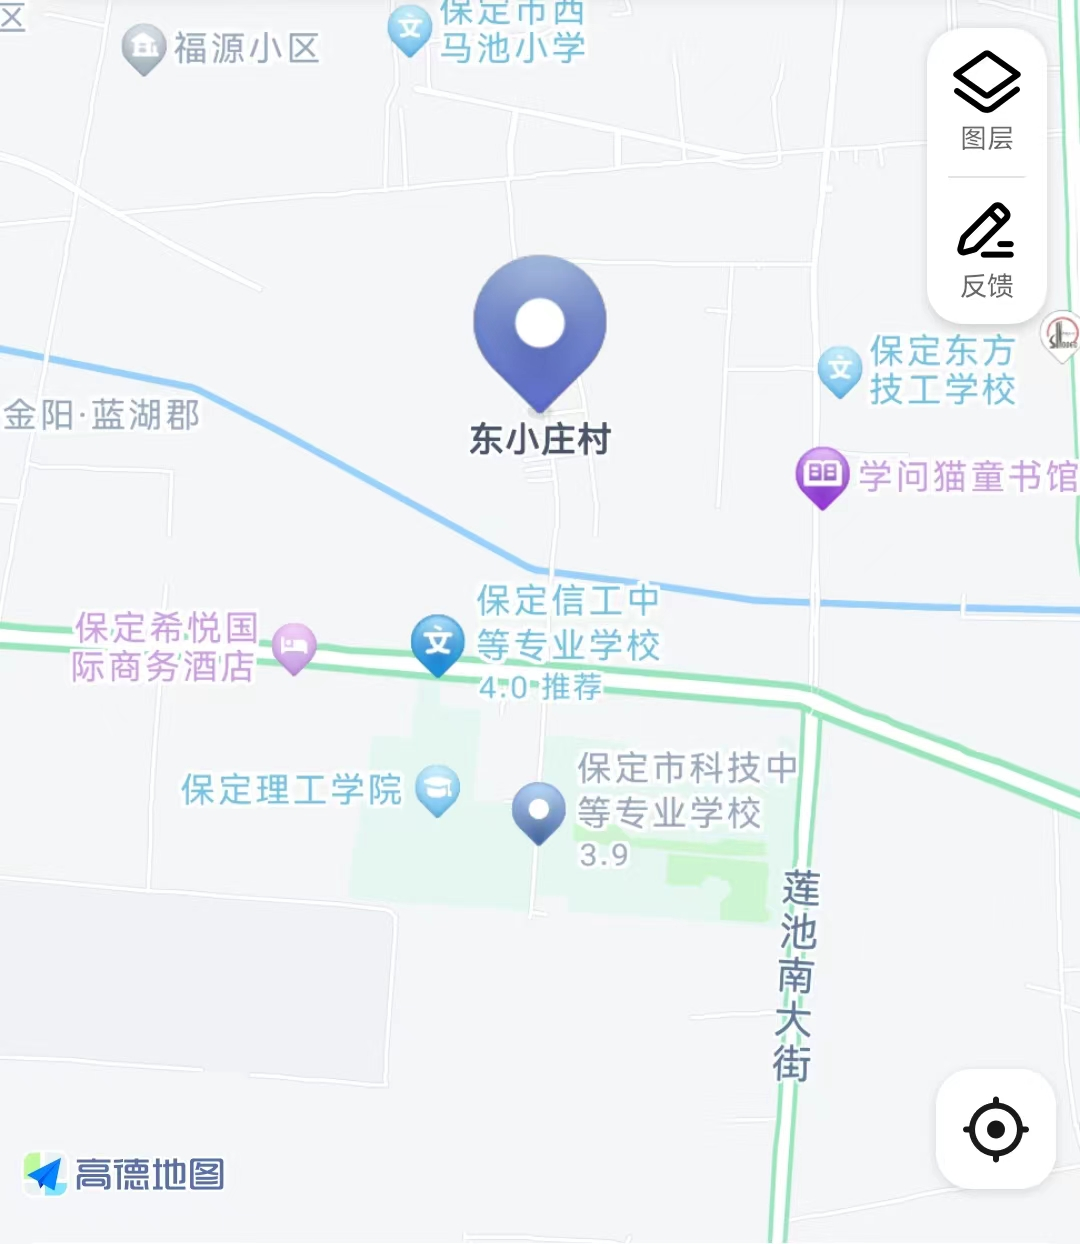 区
保定市西
马池小学
福源小区
图层
反馈
保定东方
技工学校
金阳·蓝湖郡
东小庄村
学问猫童书馆
保定信工中
等专业学校
4.0 推荐
保定希悦国
际商务酒店
保定市科技中
等专业学校
3.9
保定理工学院
莲池南大街
高德地图